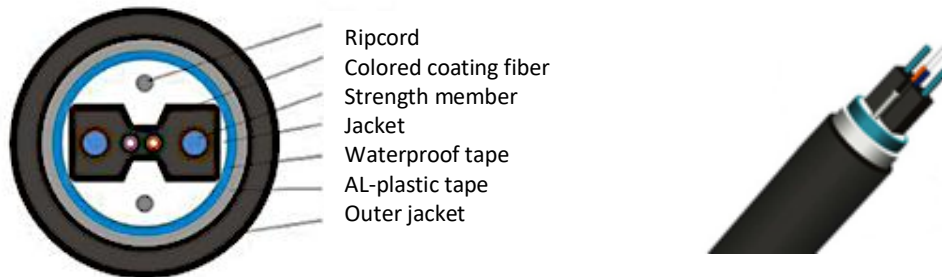 Ripcord
Colored coating fiber
Strength member
Jacket
Waterproof tape
AL-plastic tape
Outer jacket